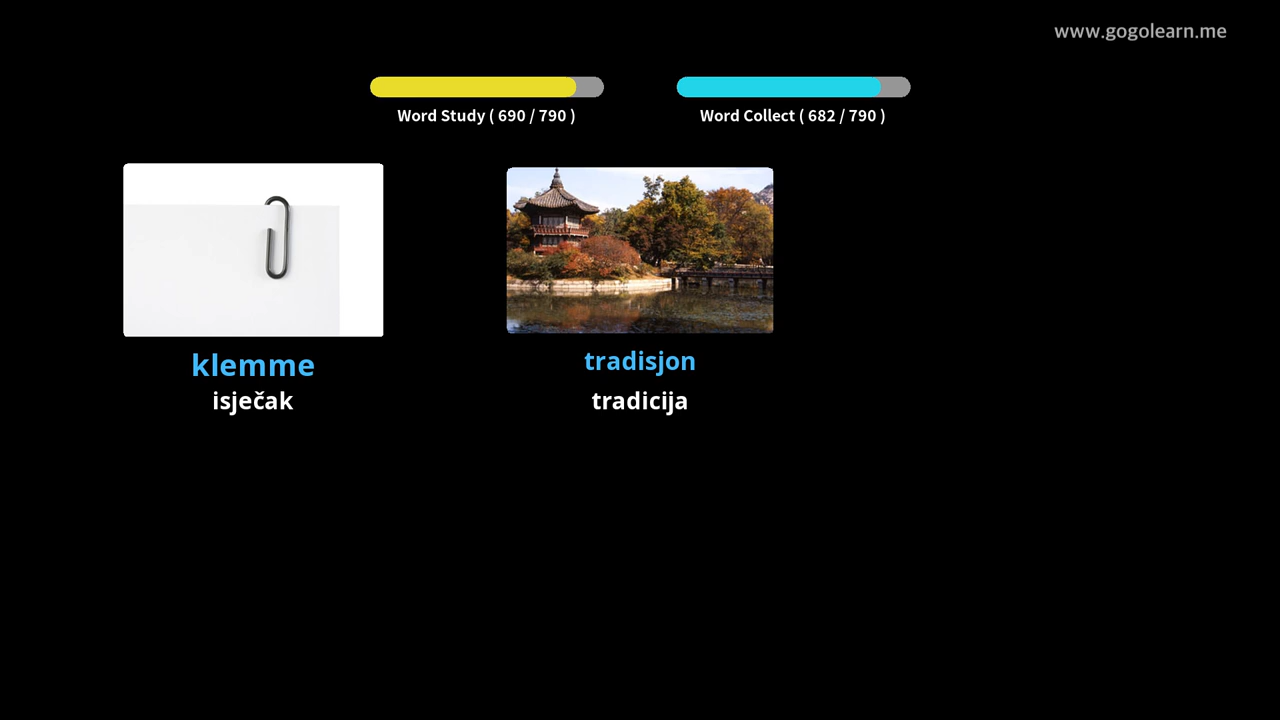 www.gogolearn.me
Word Study ( 690 / 790 )
Word Collect ( 682 / 790 )
klemme
isječak
tradisjon
tradicija